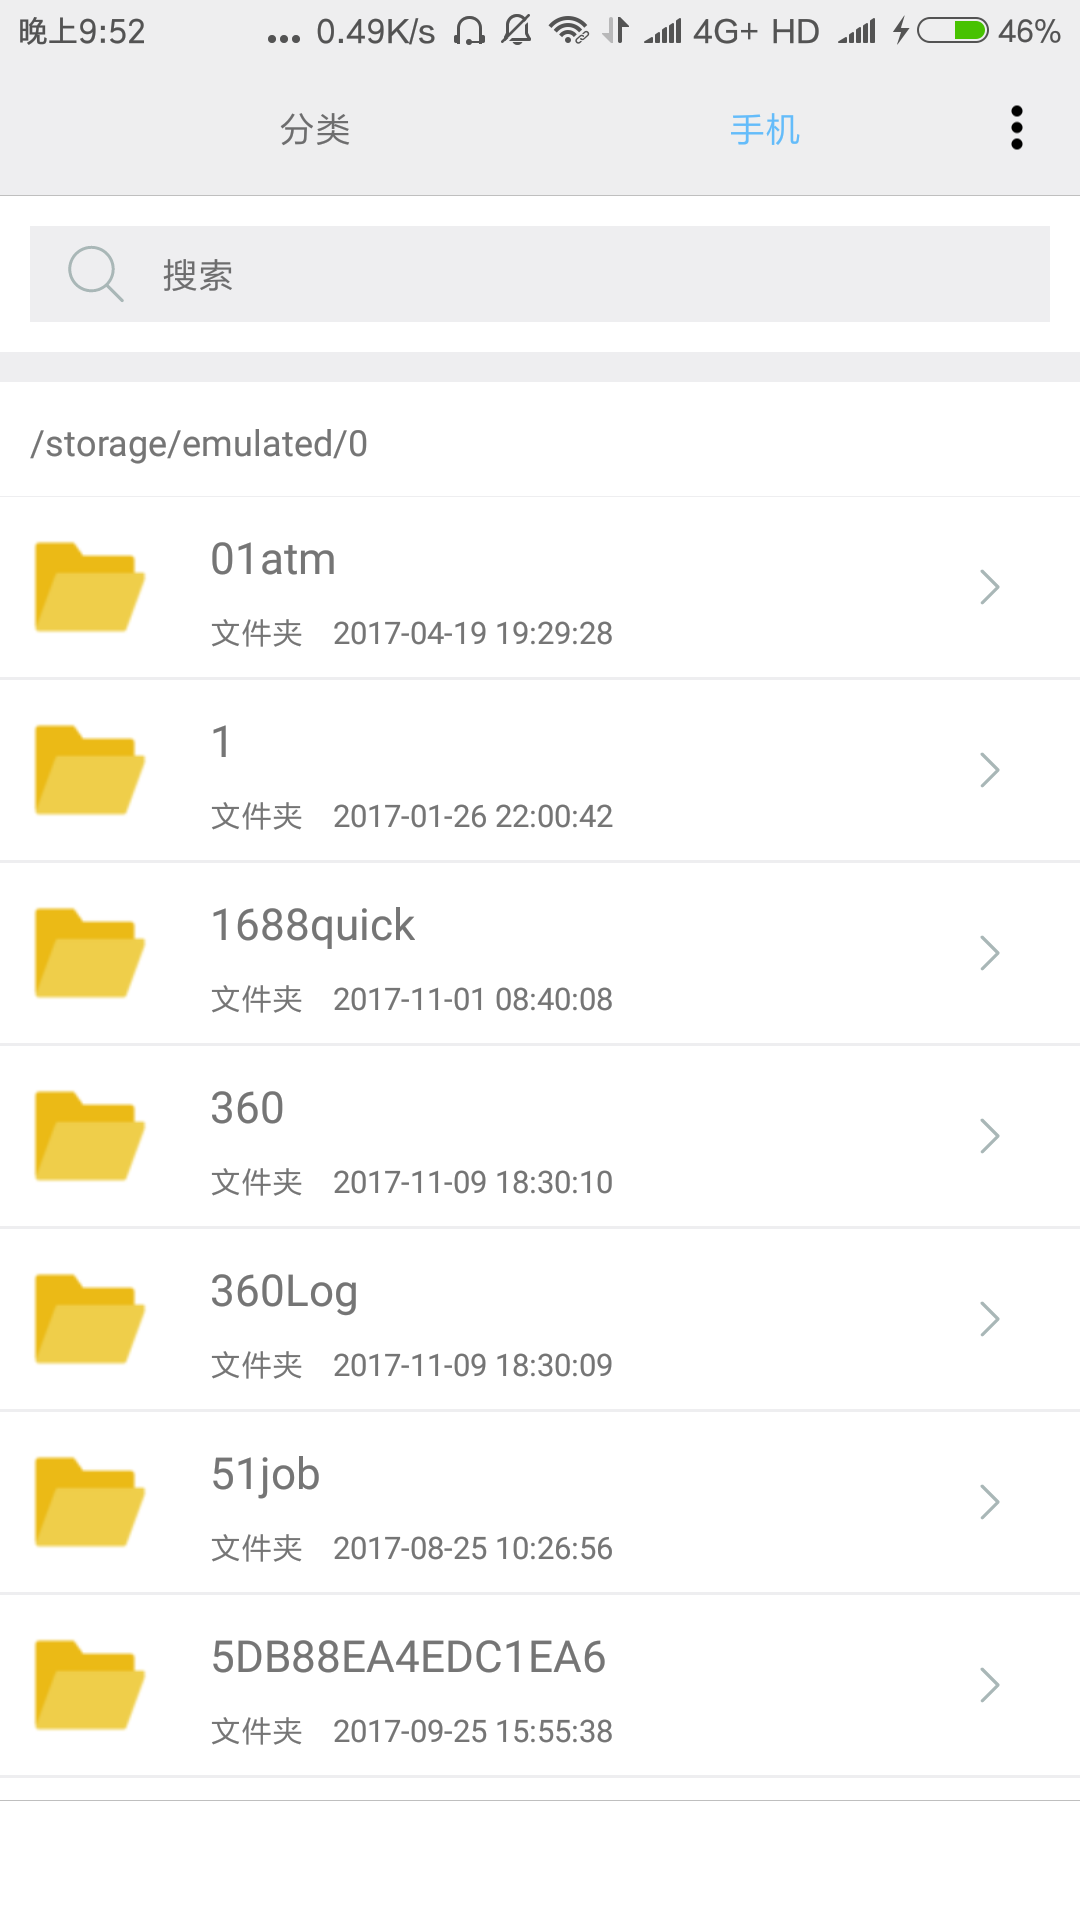 晚上9:52 ... 0.49K/s 4G+ HD 46%
分类 手机
搜索
/storage/emulated/0
01atm
文件夹 2017-04-19 19:29:28
1
文件夹 2017-01-26 22:00:42
1688quick
文件夹 2017-11-01 08:40:08
360
文件夹 2017-11-09 18:30:10
360Log
文件夹 2017-11-09 18:30:09
51job
文件夹 2017-08-25 10:26:56
5DB88EA4EDC1EA6
文件夹 2017-09-25 15:55:38